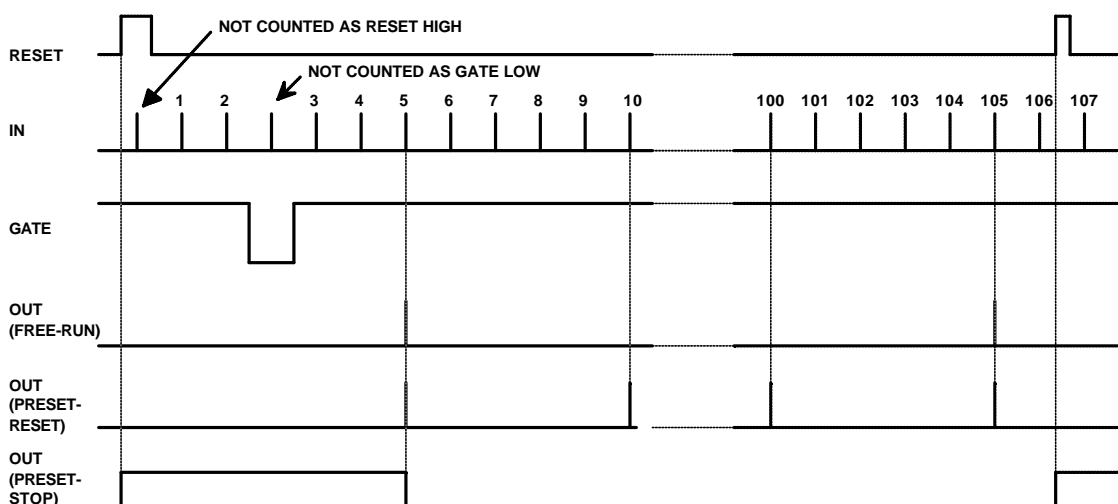 NOT COUNTED AS RESET HIGH
RESET
NOT COUNTED AS GATE LOW
1 2 3 4 5 6 7 8 9 10 100 101 102 103 104 105 106 107
IN
GATE
OUT
(FREE-RUN)
OUT
(PRESET-
RESET)
OUT
(PRESET-
STOP)